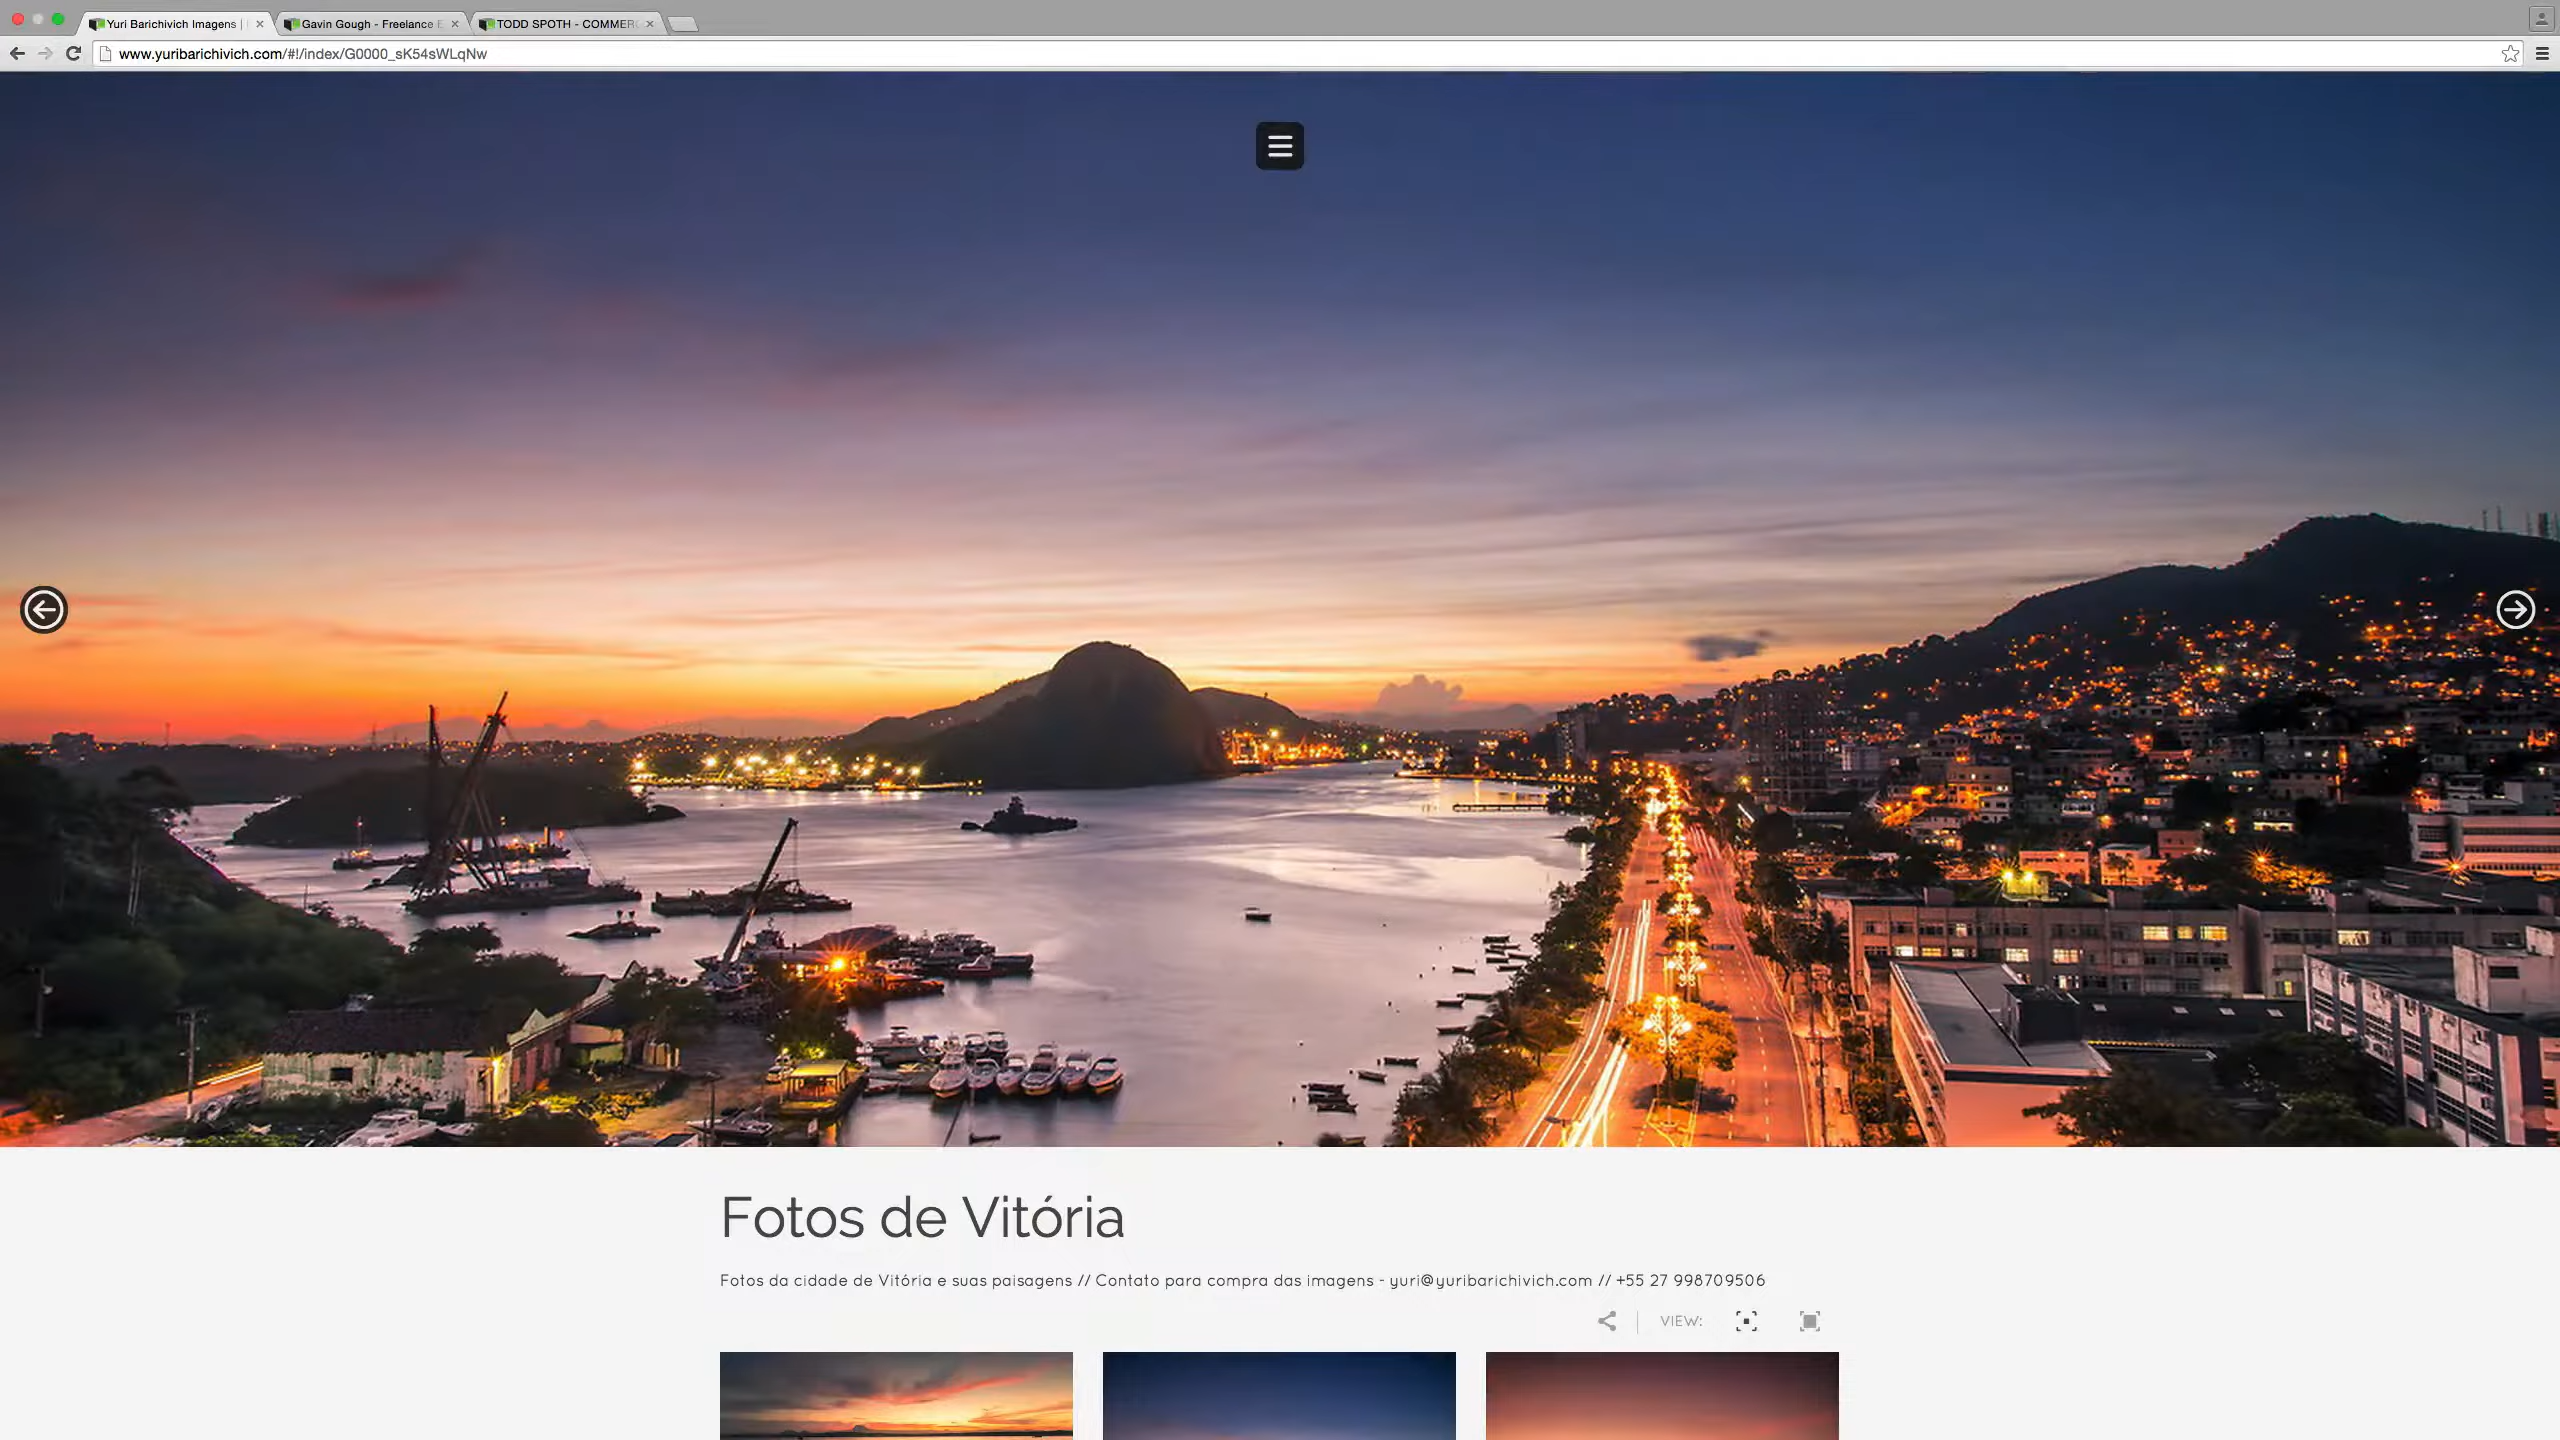 Yuri Barichivich Imagens |
Gavin Gough - Freelance E
TODD SPOTH - COMMERC
www.yuribarichivich.com/#!/index/G0000_sK54sWLqNw
Fotos de Vitória
Fotos da cidade de Vitória e suas paisagens // Contato para compra das imagens - yuri@yuribarichivich.com // +55 27 998709506
VIEW: